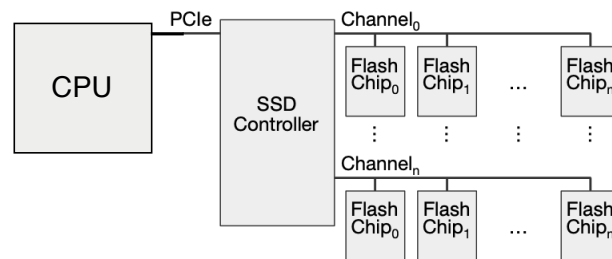 PCIe
Channel₀
CPU
SSD
Controller
Flash
Chip₀
Flash
Chip₁
...
Flash
Chipₙ
Channelₙ
Flash
Chip₀
Flash
Chip₁
...
Flash
Chipₙ